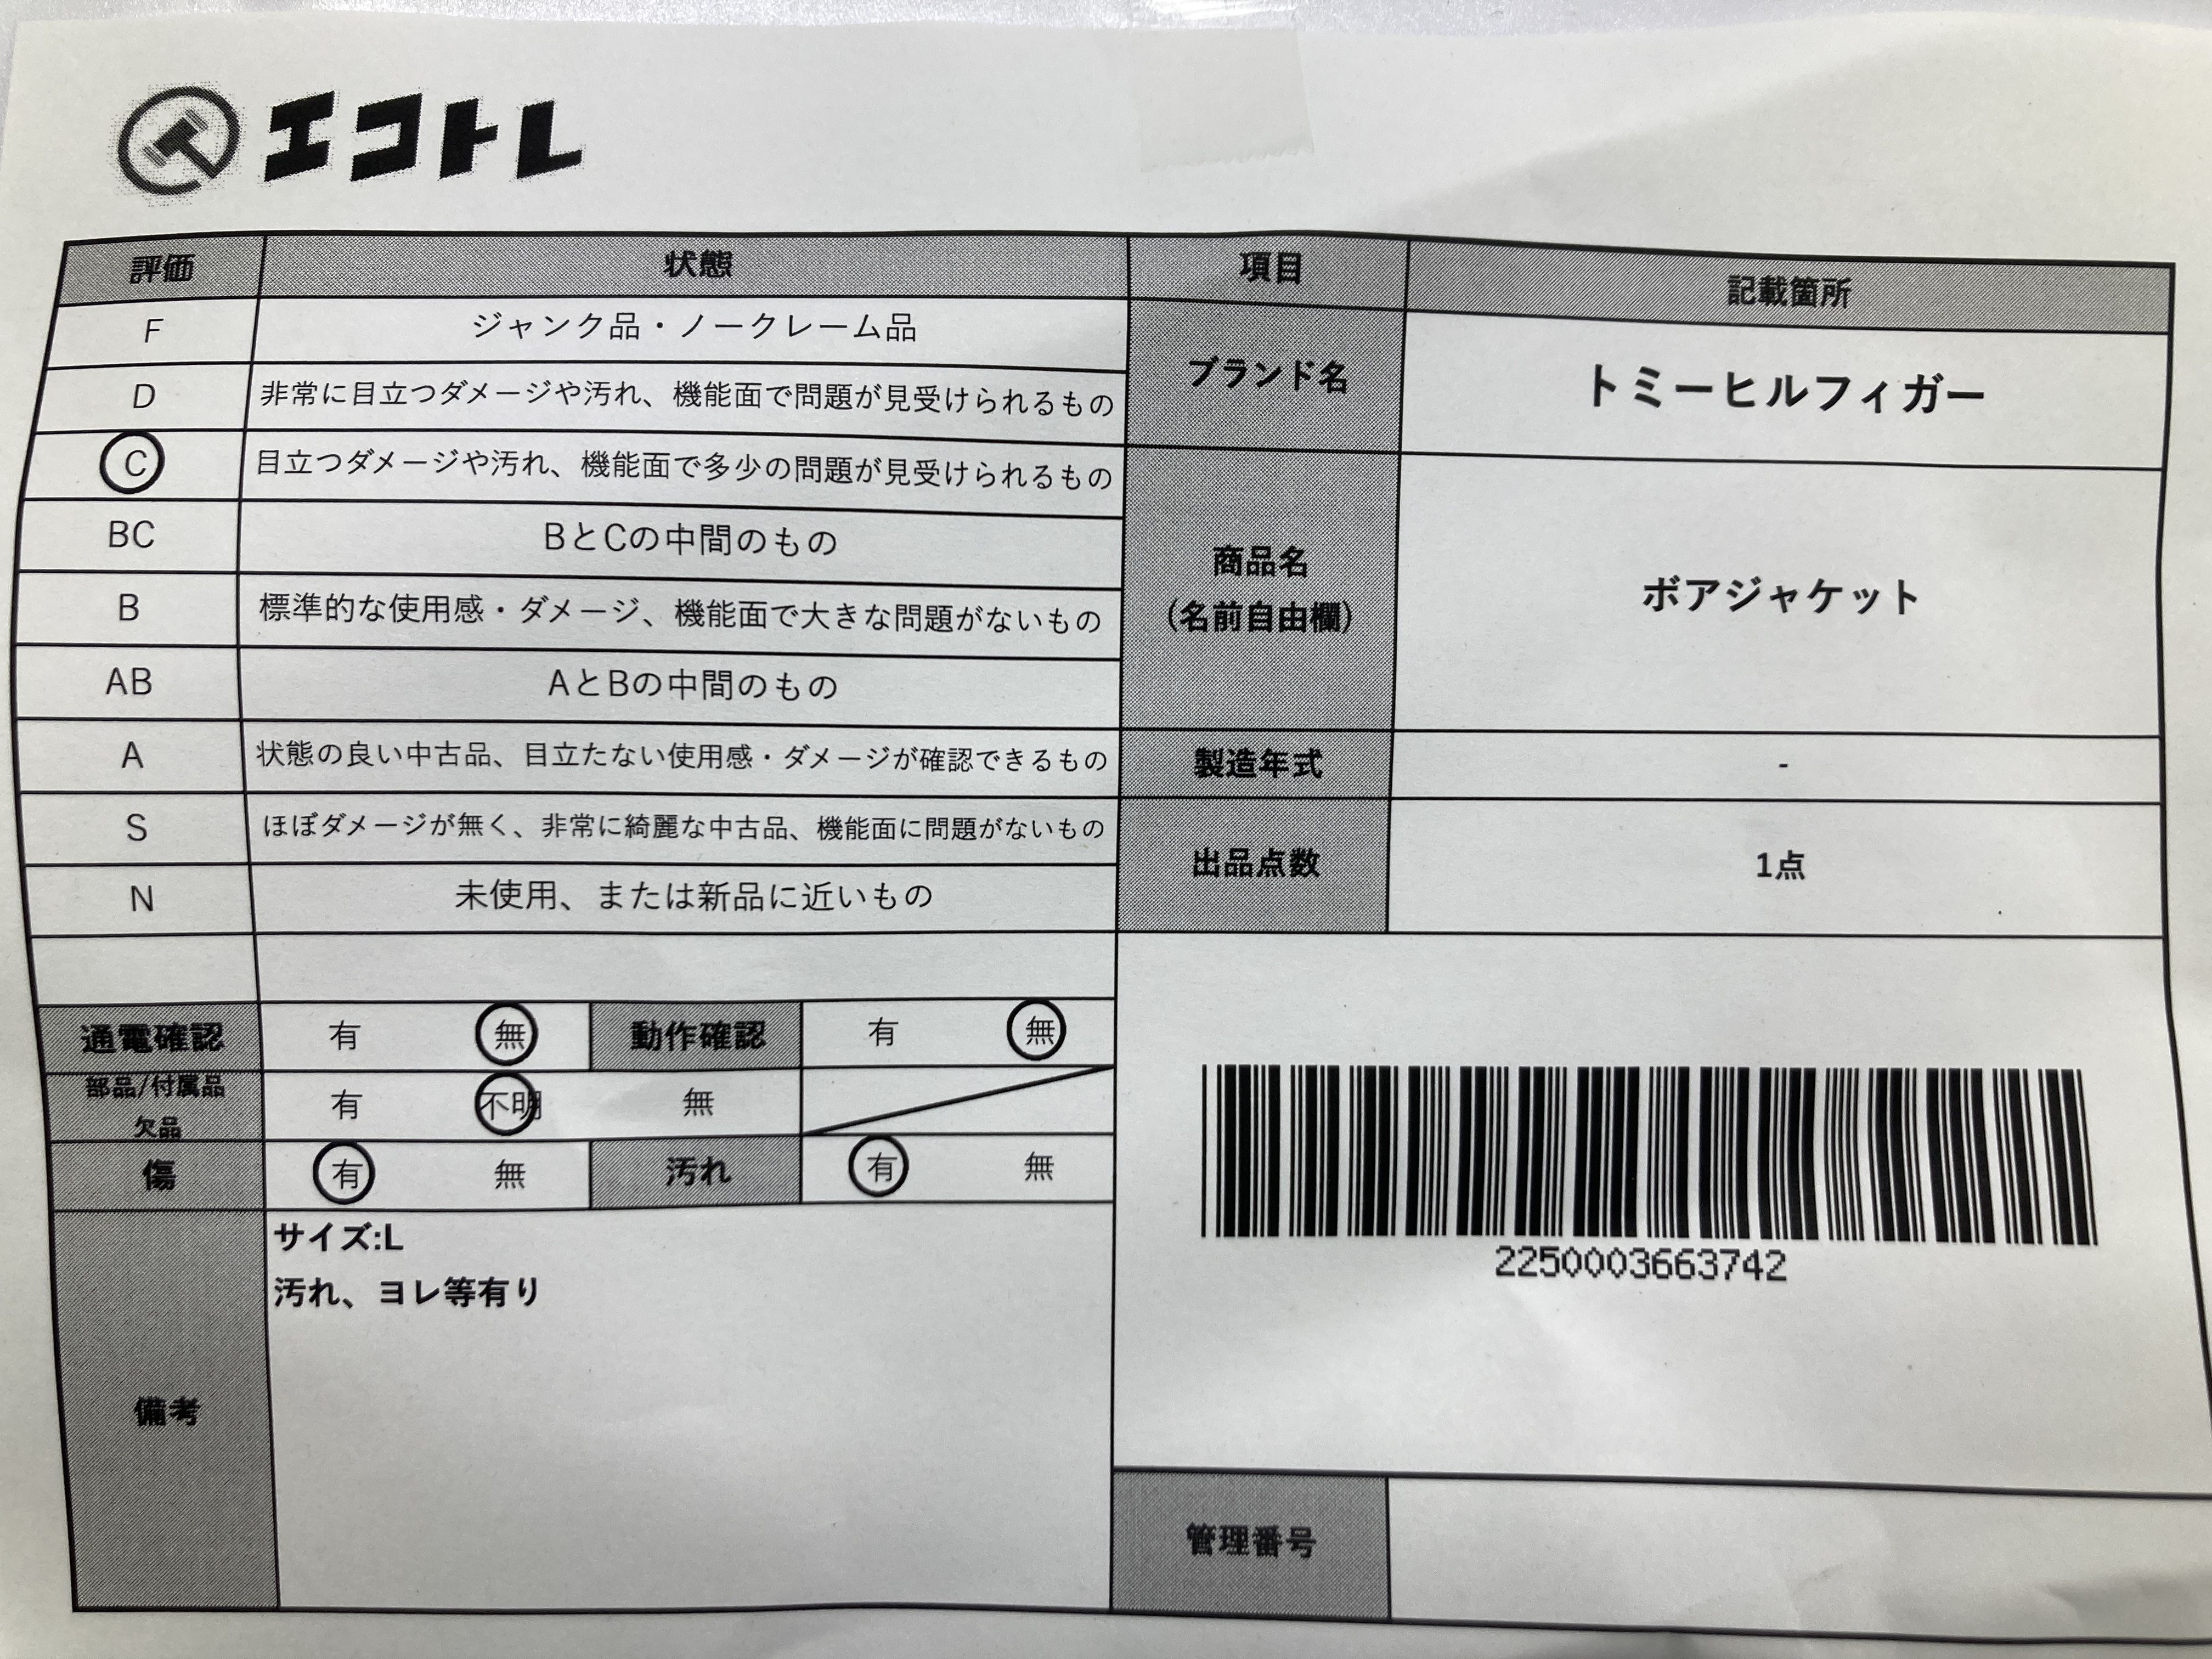 エコトレ
評価 状態 項目 記載箇所
F ジャンク品・ノークレーム品
D 非常に目立つダメージや汚れ、機能面で問題が見受けられるもの
C 目立つダメージや汚れ、機能面で多少の問題が見受けられるもの
BC BとCの中間のもの
B 標準的な使用感・ダメージ、機能面で大きな問題がないもの
AB AとBの中間のもの
A 状態の良い中古品、目立たない使用感・ダメージが確認できるもの
S ほぼダメージが無く、非常に綺麗な中古品、機能面に問題がないもの
N 未使用、または新品に近いもの
ブランド名 トミーヒルフィガー
商品名
(名前自由欄)
ボアジャケット
製造年式 -
出品点数 1点
通電確認 有 無 動作確認 有 無
部品/付属品
欠品
有 不明 無
傷 有 無 汚れ 有 無
備考
サイズ:L
汚れ、ヨレ等有り
2250003663742
管理番号